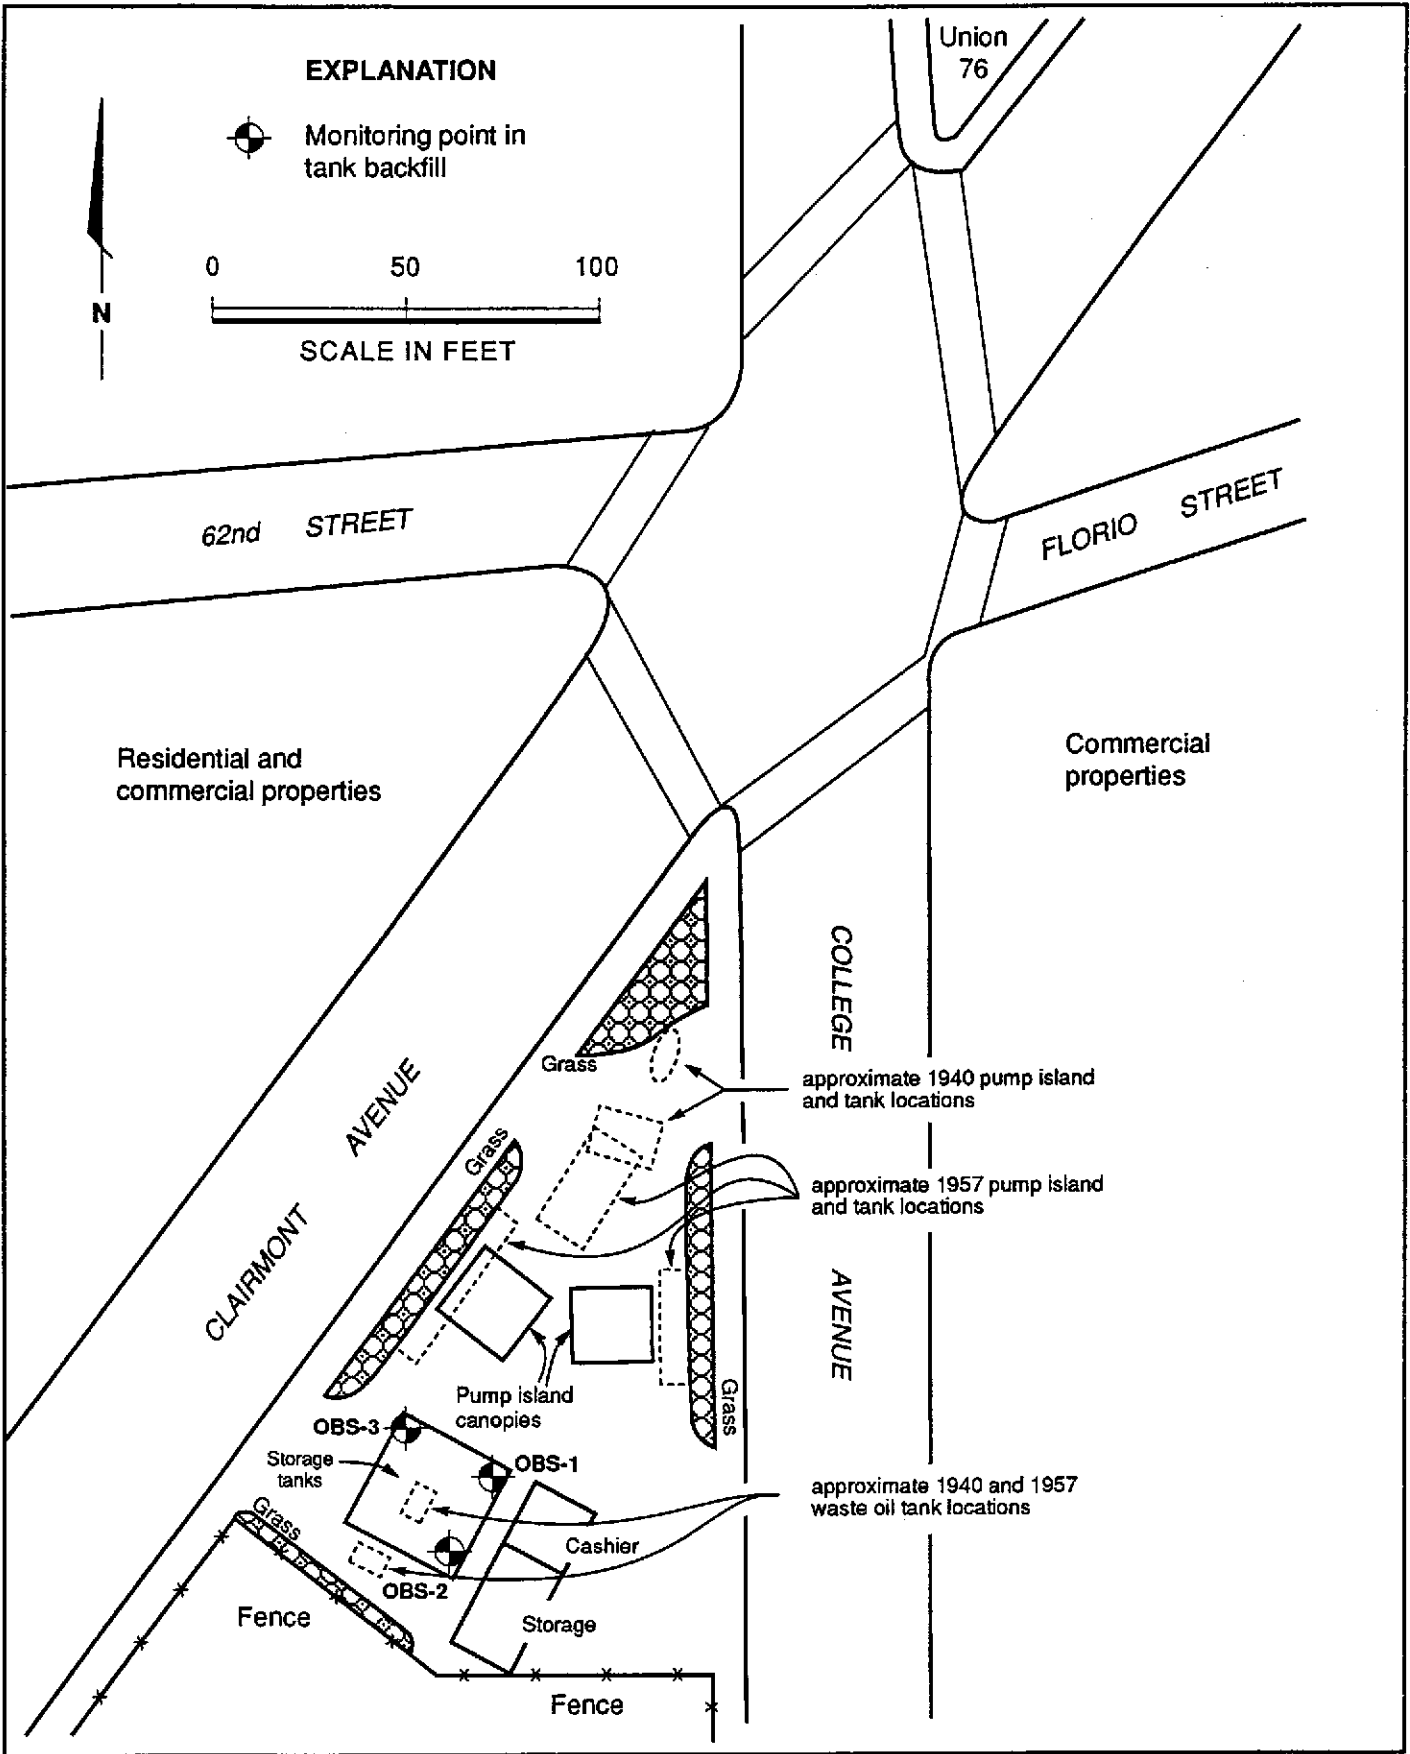 EXPLANATION
Monitoring point in
tank backfill
0 50 100
SCALE IN FEET
N
Union
76
62nd STREET
FLORIO STREET
Residential and
commercial properties
Commercial
properties
COLLEGE AVENUE
CLAIRMONT AVENUE
Grass
approximate 1940 pump island
and tank locations
Grass
approximate 1957 pump island
and tank locations
Pump island
canopies
Grass
OBS-3
OBS-1
Storage
tanks
approximate 1940 and 1957
waste oil tank locations
Grass
Cashier
OBS-2
Fence
Storage
Fence